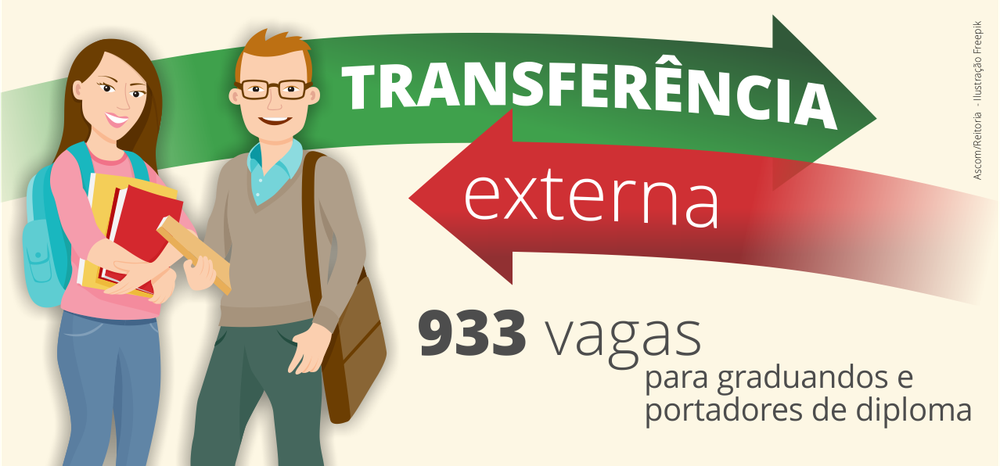 TRANSFERÊNCIA
externa
933 vagas
para graduandos e
portadores de diploma
Ascom/Reitoria - Ilustração Freepik